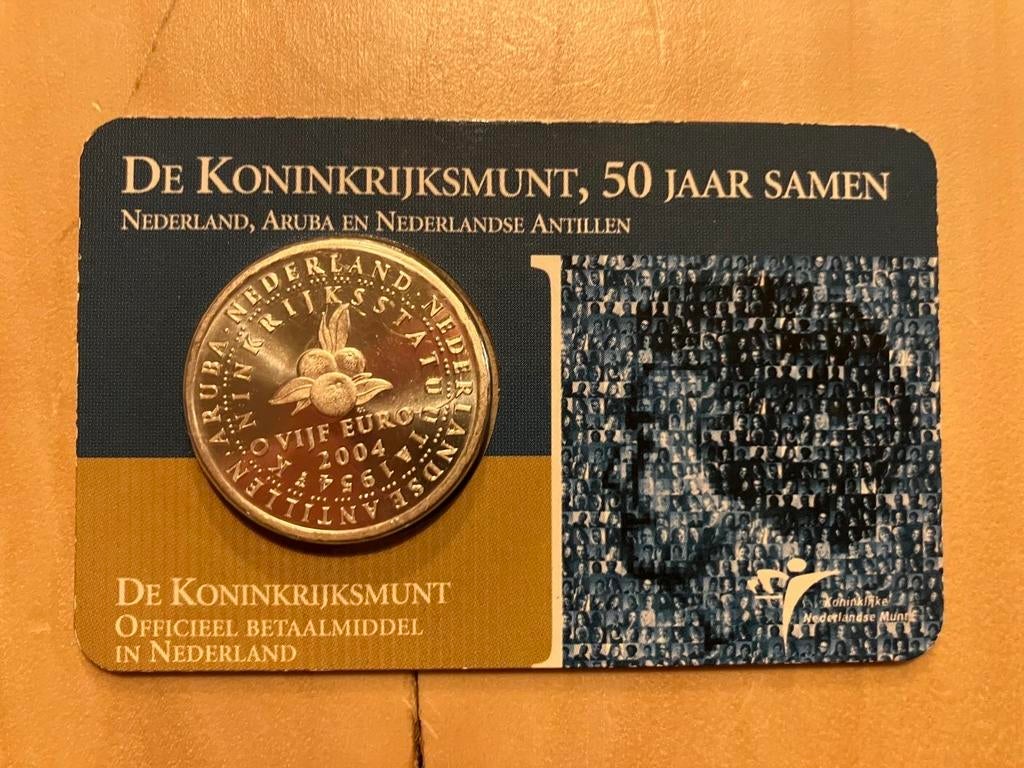 DE KONINKRIJKSMUNT, 50 JAAR SAMEN
NEDERLAND, ARUBA EN NEDERLANDSE ANTILLEN
NEDERLAND · NEDERLANDSE ANTILLEN · ARUBA ·
KONINKRIJKSSTATUUT
VIJF EURO
2004
1954
DE KONINKRIJKSMUNT
OFFICIEEL BETAALMIDDEL
IN NEDERLAND
Koninklijke
Nederlandse Munt